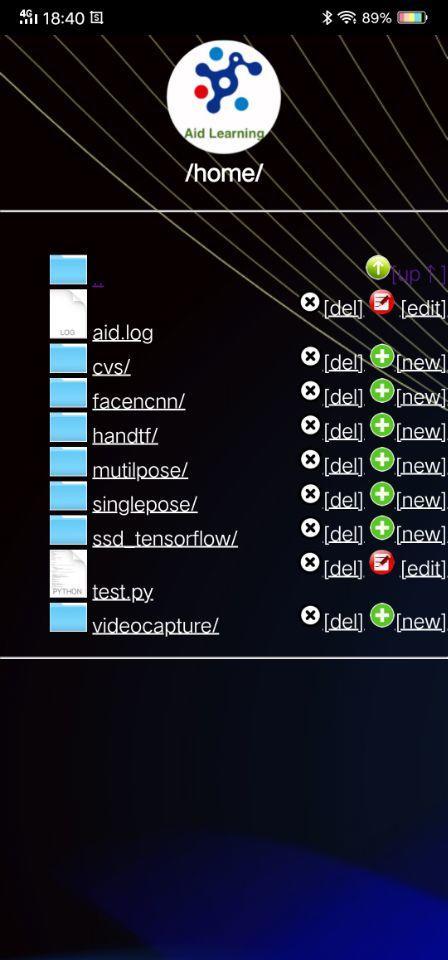 4G 18:40 89%
Aid Learning
/home/
.. [up ↑]
LOG aid.log [del] [edit]
cvs/ [del] [new]
facencnn/ [del] [new]
handtf/ [del] [new]
mutilpose/ [del] [new]
singlepose/ [del] [new]
ssd_tensorflow/ [del] [new]
PYTHON test.py [del] [edit]
videocapture/ [del] [new]